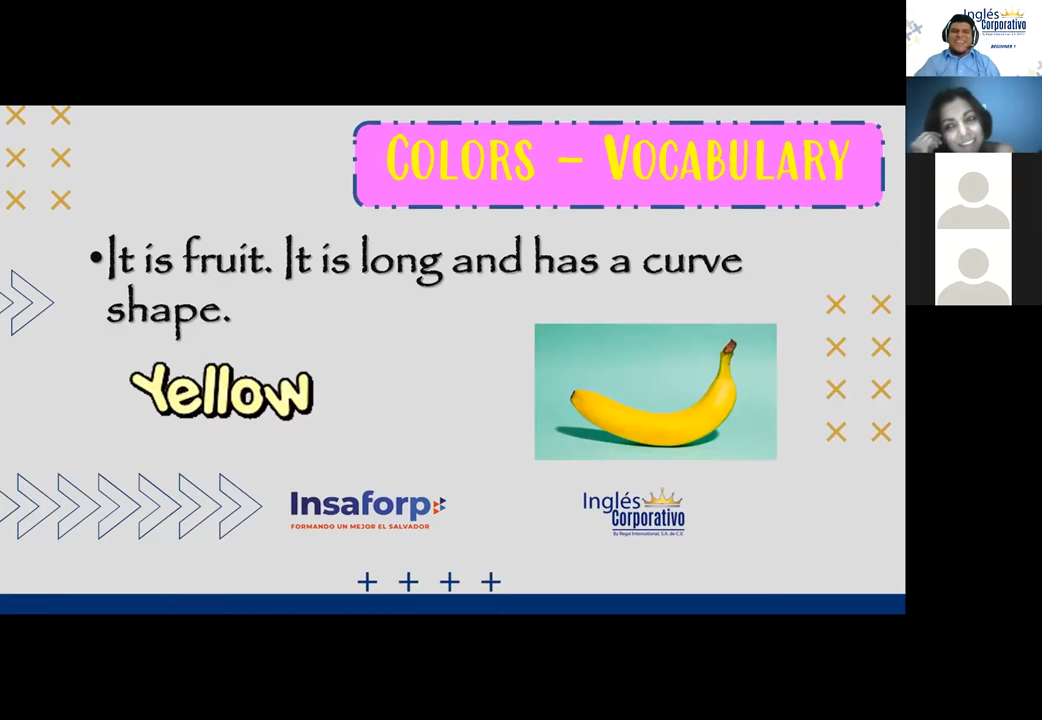 Colors – Vocabulary
•It is fruit. It is long and has a curve
shape.
Yellow
Insaforp
FORMANDO UN MEJOR EL SALVADOR
Inglés
Corporativo
By Regal International, S.A. de C.V.
Inglés
Corporativo
BEGINNER 1